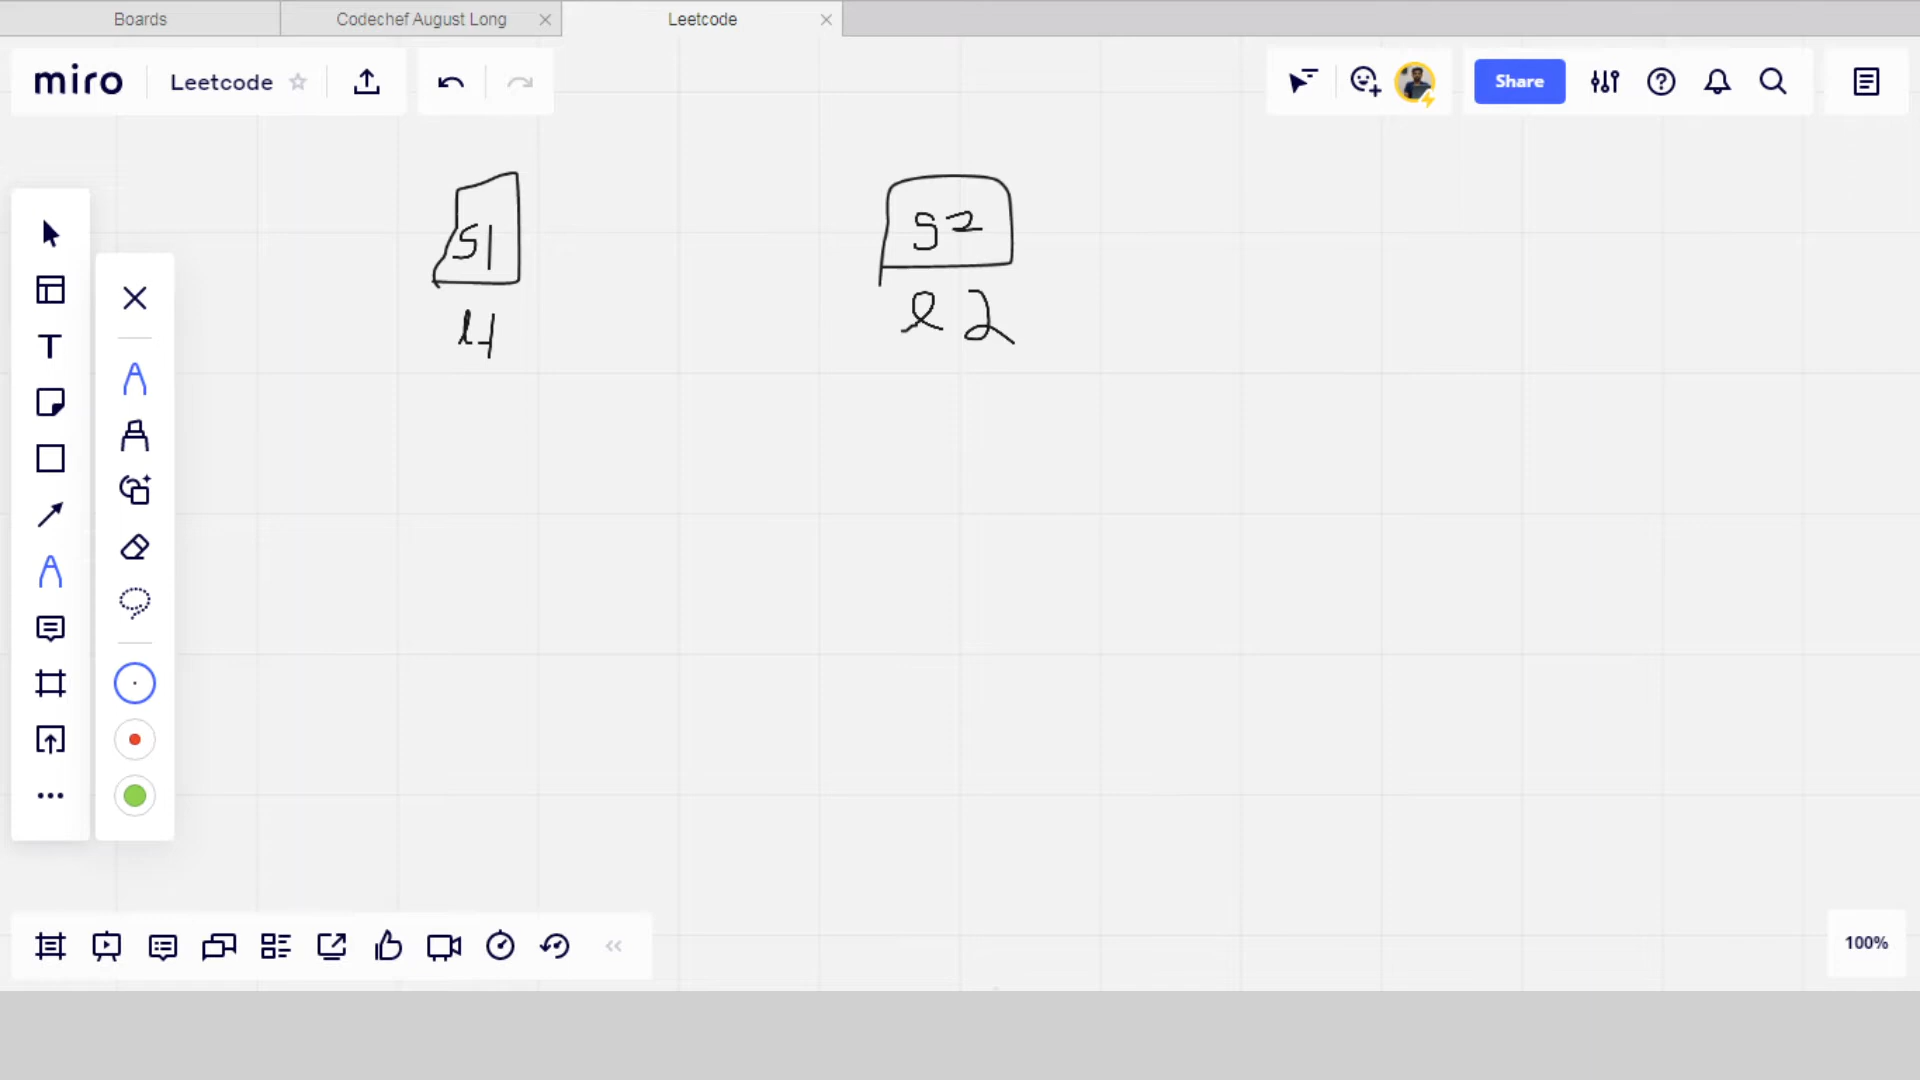 Boards
Codechef August Long
Leetcode
miro
Leetcode
Share
S1
S2
l1
l2
T
100%